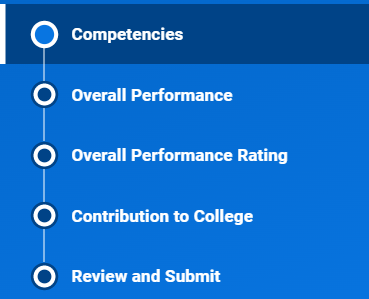 Competencies
Overall Performance
Overall Performance Rating
Contribution to College
Review and Submit